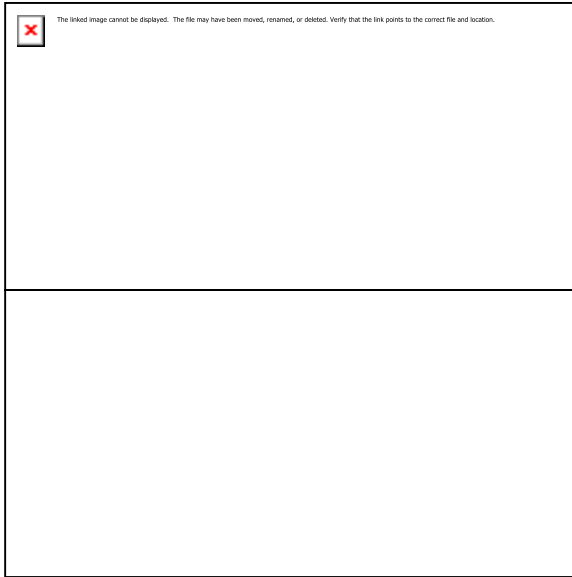 The linked image cannot be displayed.  The file may have been moved, renamed, or deleted. Verify that the link points to the correct file and location.